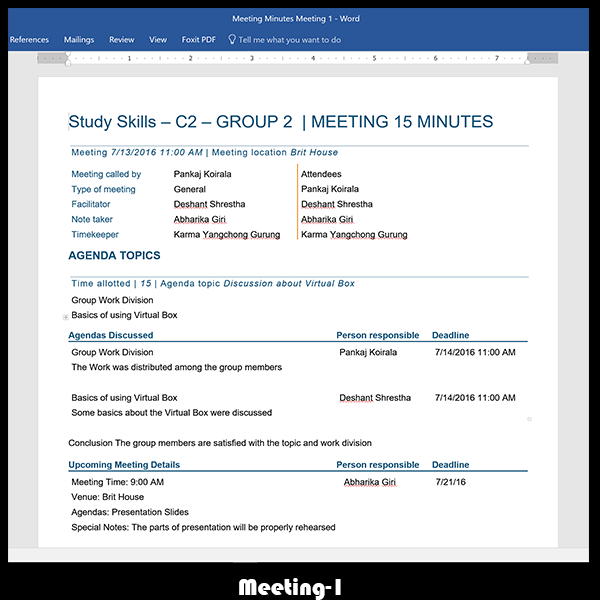 Meeting Minutes Meeting 1 - Word
References Mailings Review View Foxit PDF Tell me what you want to do
1 2 3 4 5 6 7
Study Skills – C2 – GROUP 2 | MEETING 15 MINUTES
Meeting 7/13/2016 11:00 AM | Meeting location Brit House
Meeting called by Pankaj Koirala Attendees
Type of meeting General Pankaj Koirala
Facilitator Deshant Shrestha Deshant Shrestha
Note taker Abharika Giri Abharika Giri
Timekeeper Karma Yangchong Gurung Karma Yangchong Gurung
AGENDA TOPICS
Time allotted | 15 | Agenda topic Discussion about Virtual Box
Group Work Division
Basics of using Virtual Box
Agendas Discussed Person responsible Deadline
Group Work Division Pankaj Koirala 7/14/2016 11:00 AM
The Work was distributed among the group members
Basics of using Virtual Box Deshant Shrestha 7/14/2016 11:00 AM
Some basics about the Virtual Box were discussed
Conclusion The group members are satisfied with the topic and work division
Upcoming Meeting Details Person responsible Deadline
Meeting Time: 9:00 AM Abharika Giri 7/21/16
Venue: Brit House
Agendas: Presentation Slides
Special Notes: The parts of presentation will be properly rehearsed
Meeting-1